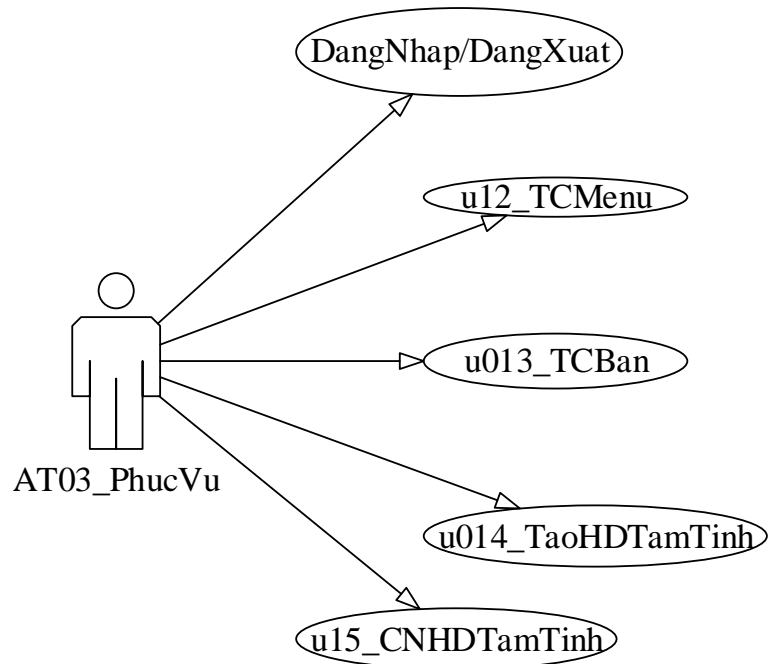 DangNhap/DangXuat
u12_TCMenu
u013_TCBan
AT03_PhucVu
u014_TaoHDTamTinh
u15_CNHDTamTinh